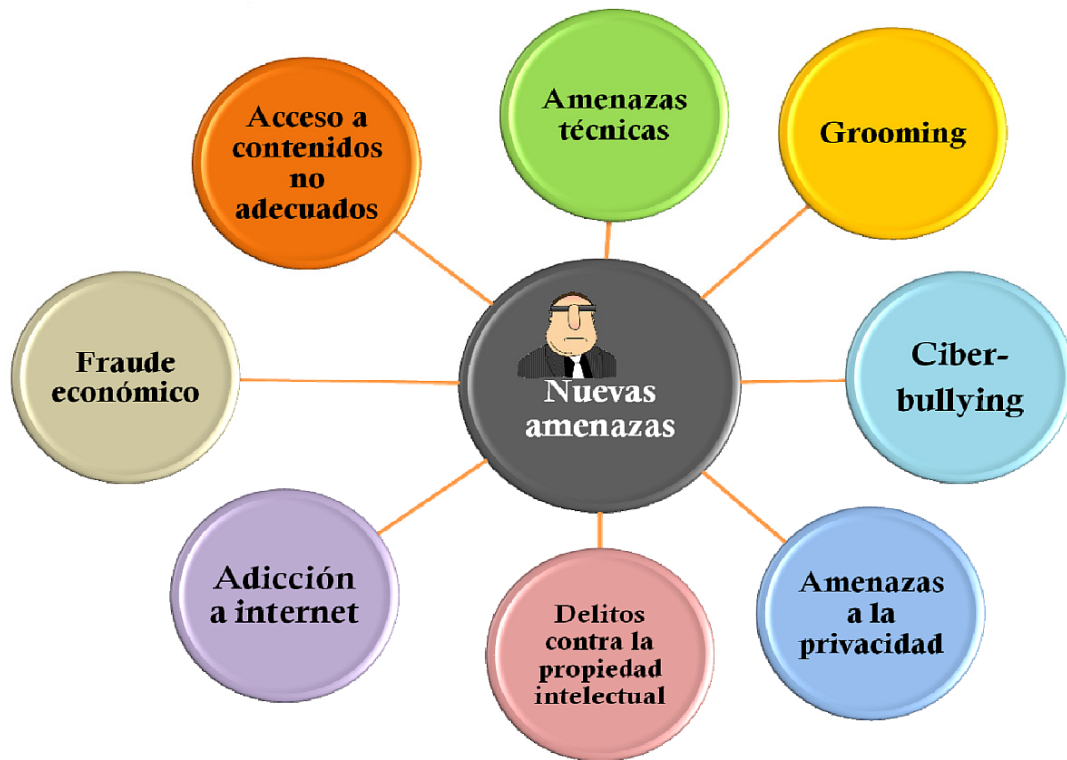 Amenazas
técnicas
Grooming
Ciber-
bullying
Amenazas
a la
privacidad
Delitos
contra la
propiedad
intelectual
Adicción
a internet
Fraude
económico
Acceso a
contenidos
no
adecuados
Nuevas
amenazas